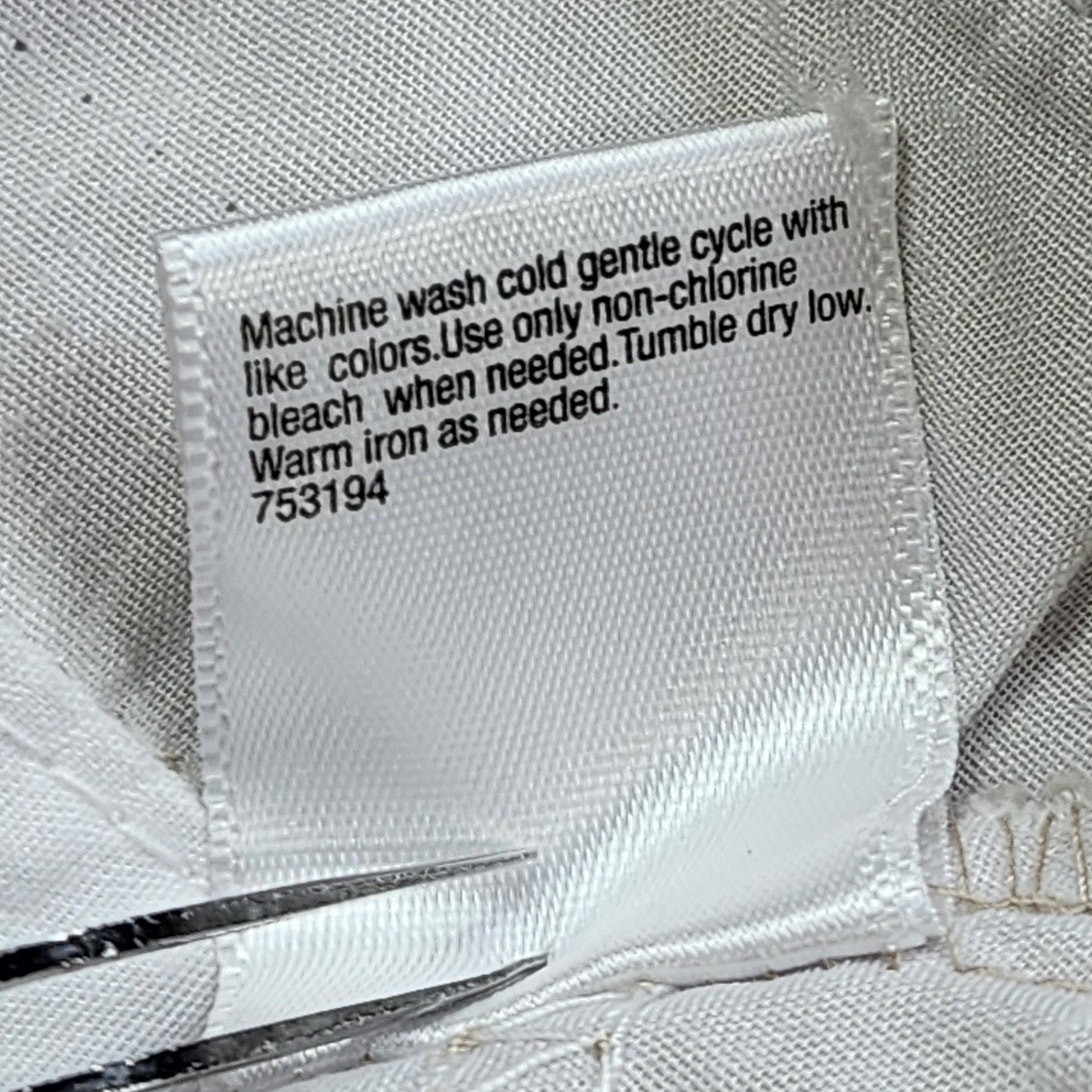 Machine wash cold gentle cycle with
like colors.Use only non-chlorine
bleach when needed.Tumble dry low.
Warm iron as needed.
753194